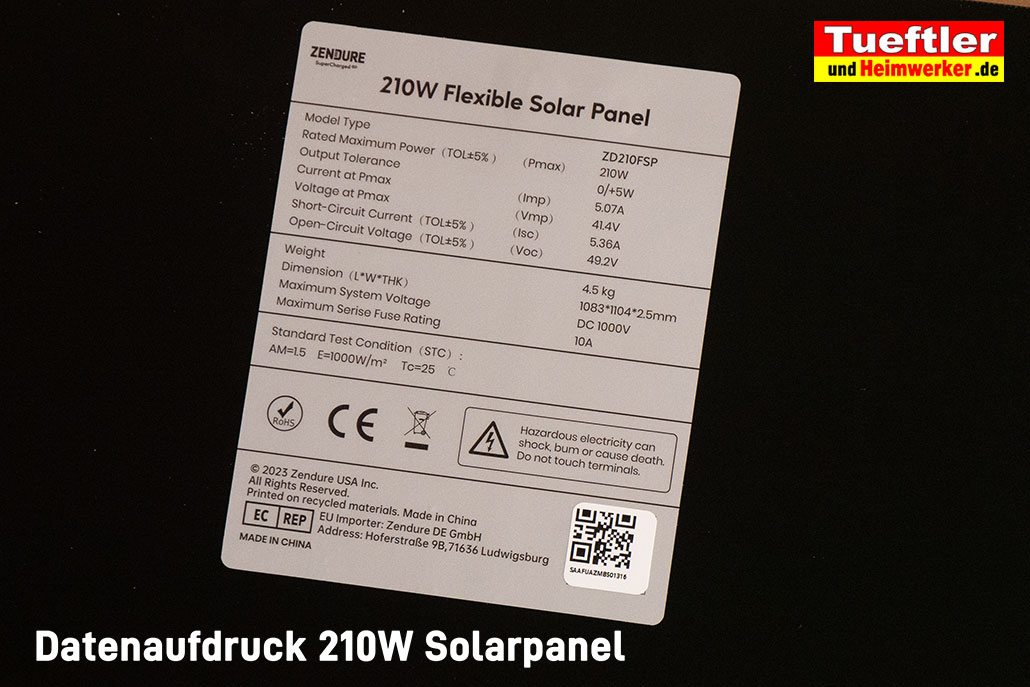 Tueftler
und Heimwerker.de
ZENDURE
SuperCharged
210W Flexible Solar Panel
Model Type ZD210FSP
Rated Maximum Power (TOL±5%) (Pmax) 210W
Output Tolerance 0/+5W
Current at Pmax (Imp) 5.07A
Voltage at Pmax (Vmp) 41.4V
Short-Circuit Current (TOL±5%) (Isc) 5.36A
Open-Circuit Voltage (TOL±5%) (Voc) 49.2V
Weight 4.5 kg
Dimension (L*W*THK) 1083*1104*2.5mm
Maximum System Voltage DC 1000V
Maximum Serise Fuse Rating 10A
Standard Test Condition (STC) :
AM=1.5 E=1000W/m² Tc=25 ℃
RoHS
CE
Hazardous electricity can
shock, burn or cause death.
Do not touch terminals.
© 2023 Zendure USA Inc.
All Rights Reserved.
Printed on recycled materials. Made in China
EC REP
EU Importer: Zendure DE GmbH
Address: Hoferstraße 9B,71636 Ludwigsburg
MADE IN CHINA
SAAFUAZMBS01316
Datenaufdruck 210W Solarpanel